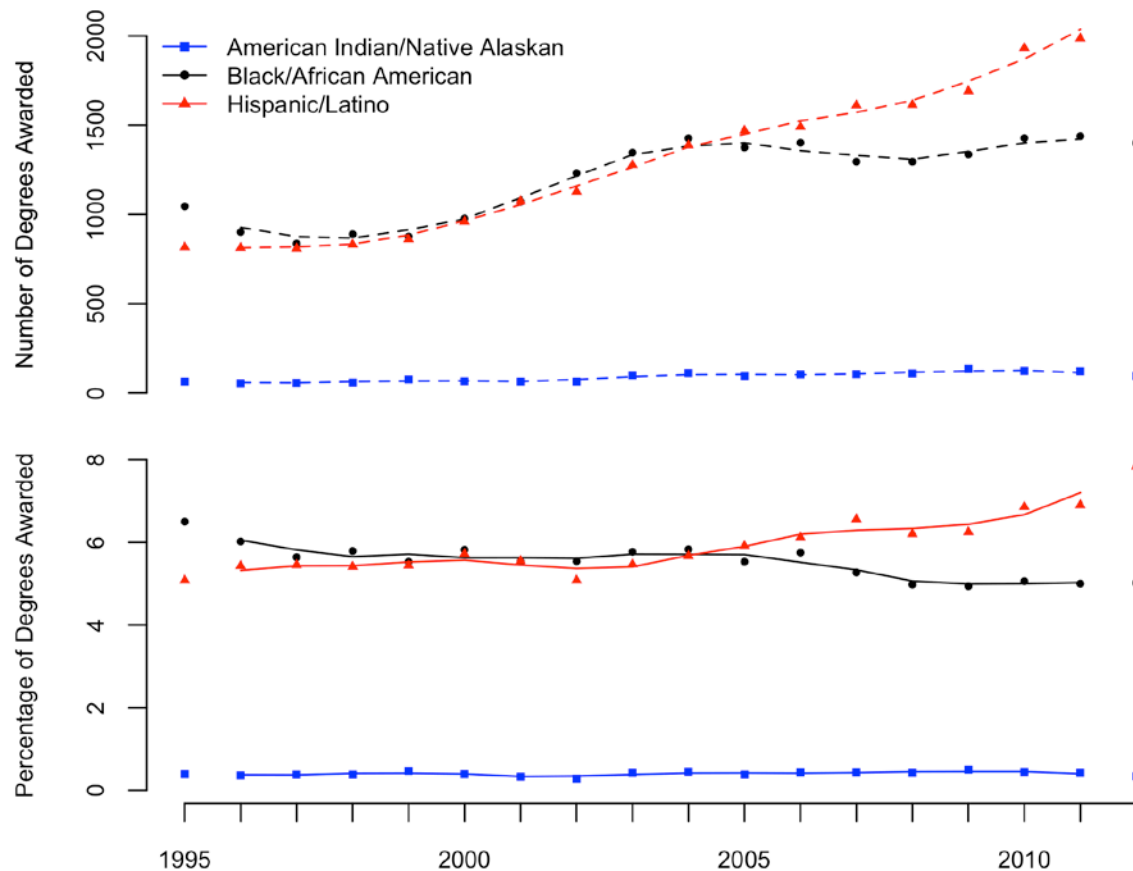 Number of Degrees Awarded
2000
1500
1000
500
0
American Indian/Native Alaskan
Black/African American
Hispanic/Latino
Percentage of Degrees Awarded
8
6
4
2
0
1995
2000
2005
2010